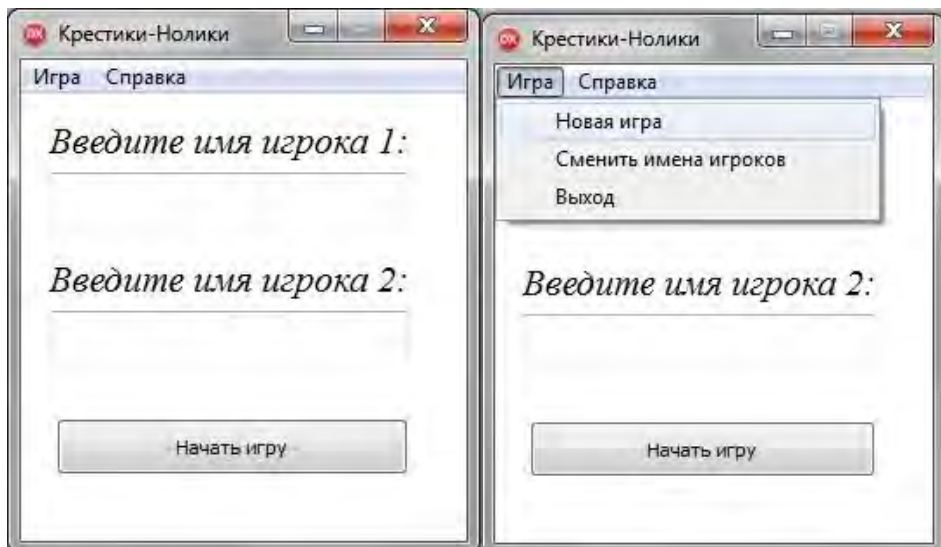 Крестики-Нолики
Игра Справка
Введите имя игрока 1:
Введите имя игрока 2:
Начать игру
Крестики-Нолики
Игра Справка
Новая игра
Сменить имена игроков
Выход
Введите имя игрока 2:
Начать игру